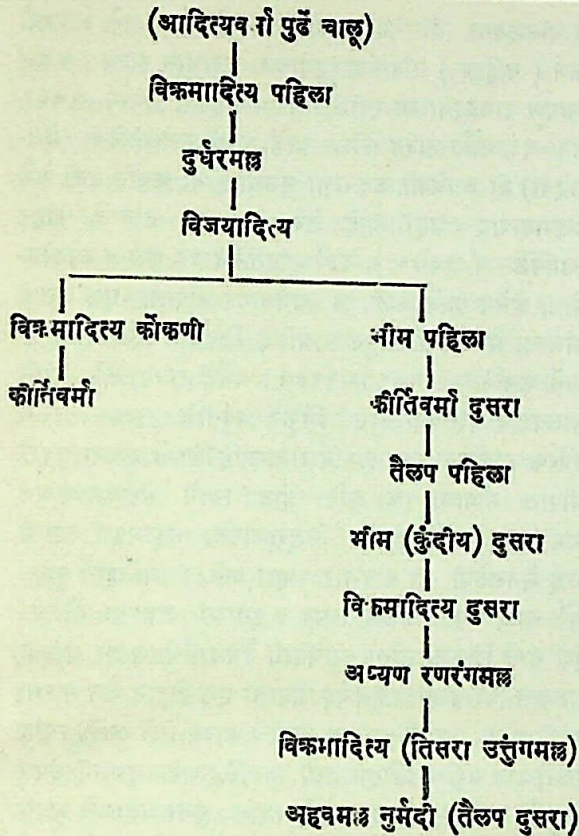 (आदित्यवर्मा पुढें चालू)
विक्रमादित्य पहिला
दुर्धरमल्ल
विजयादित्य
विक्रमादित्य कोंकणी
भीम पहिला
कीर्तिवर्मा
कीर्तिवर्मा दुसरा
तैलप पहिला
भीम (कुंदीय) दुसरा
विक्रमादित्य दुसरा
अय्यण रणरंगमल्ल
विक्रमादित्य (तिसरा उत्तुगमल्ल)
अहवमल्ल नुर्मदी (तैलप दुसरा)